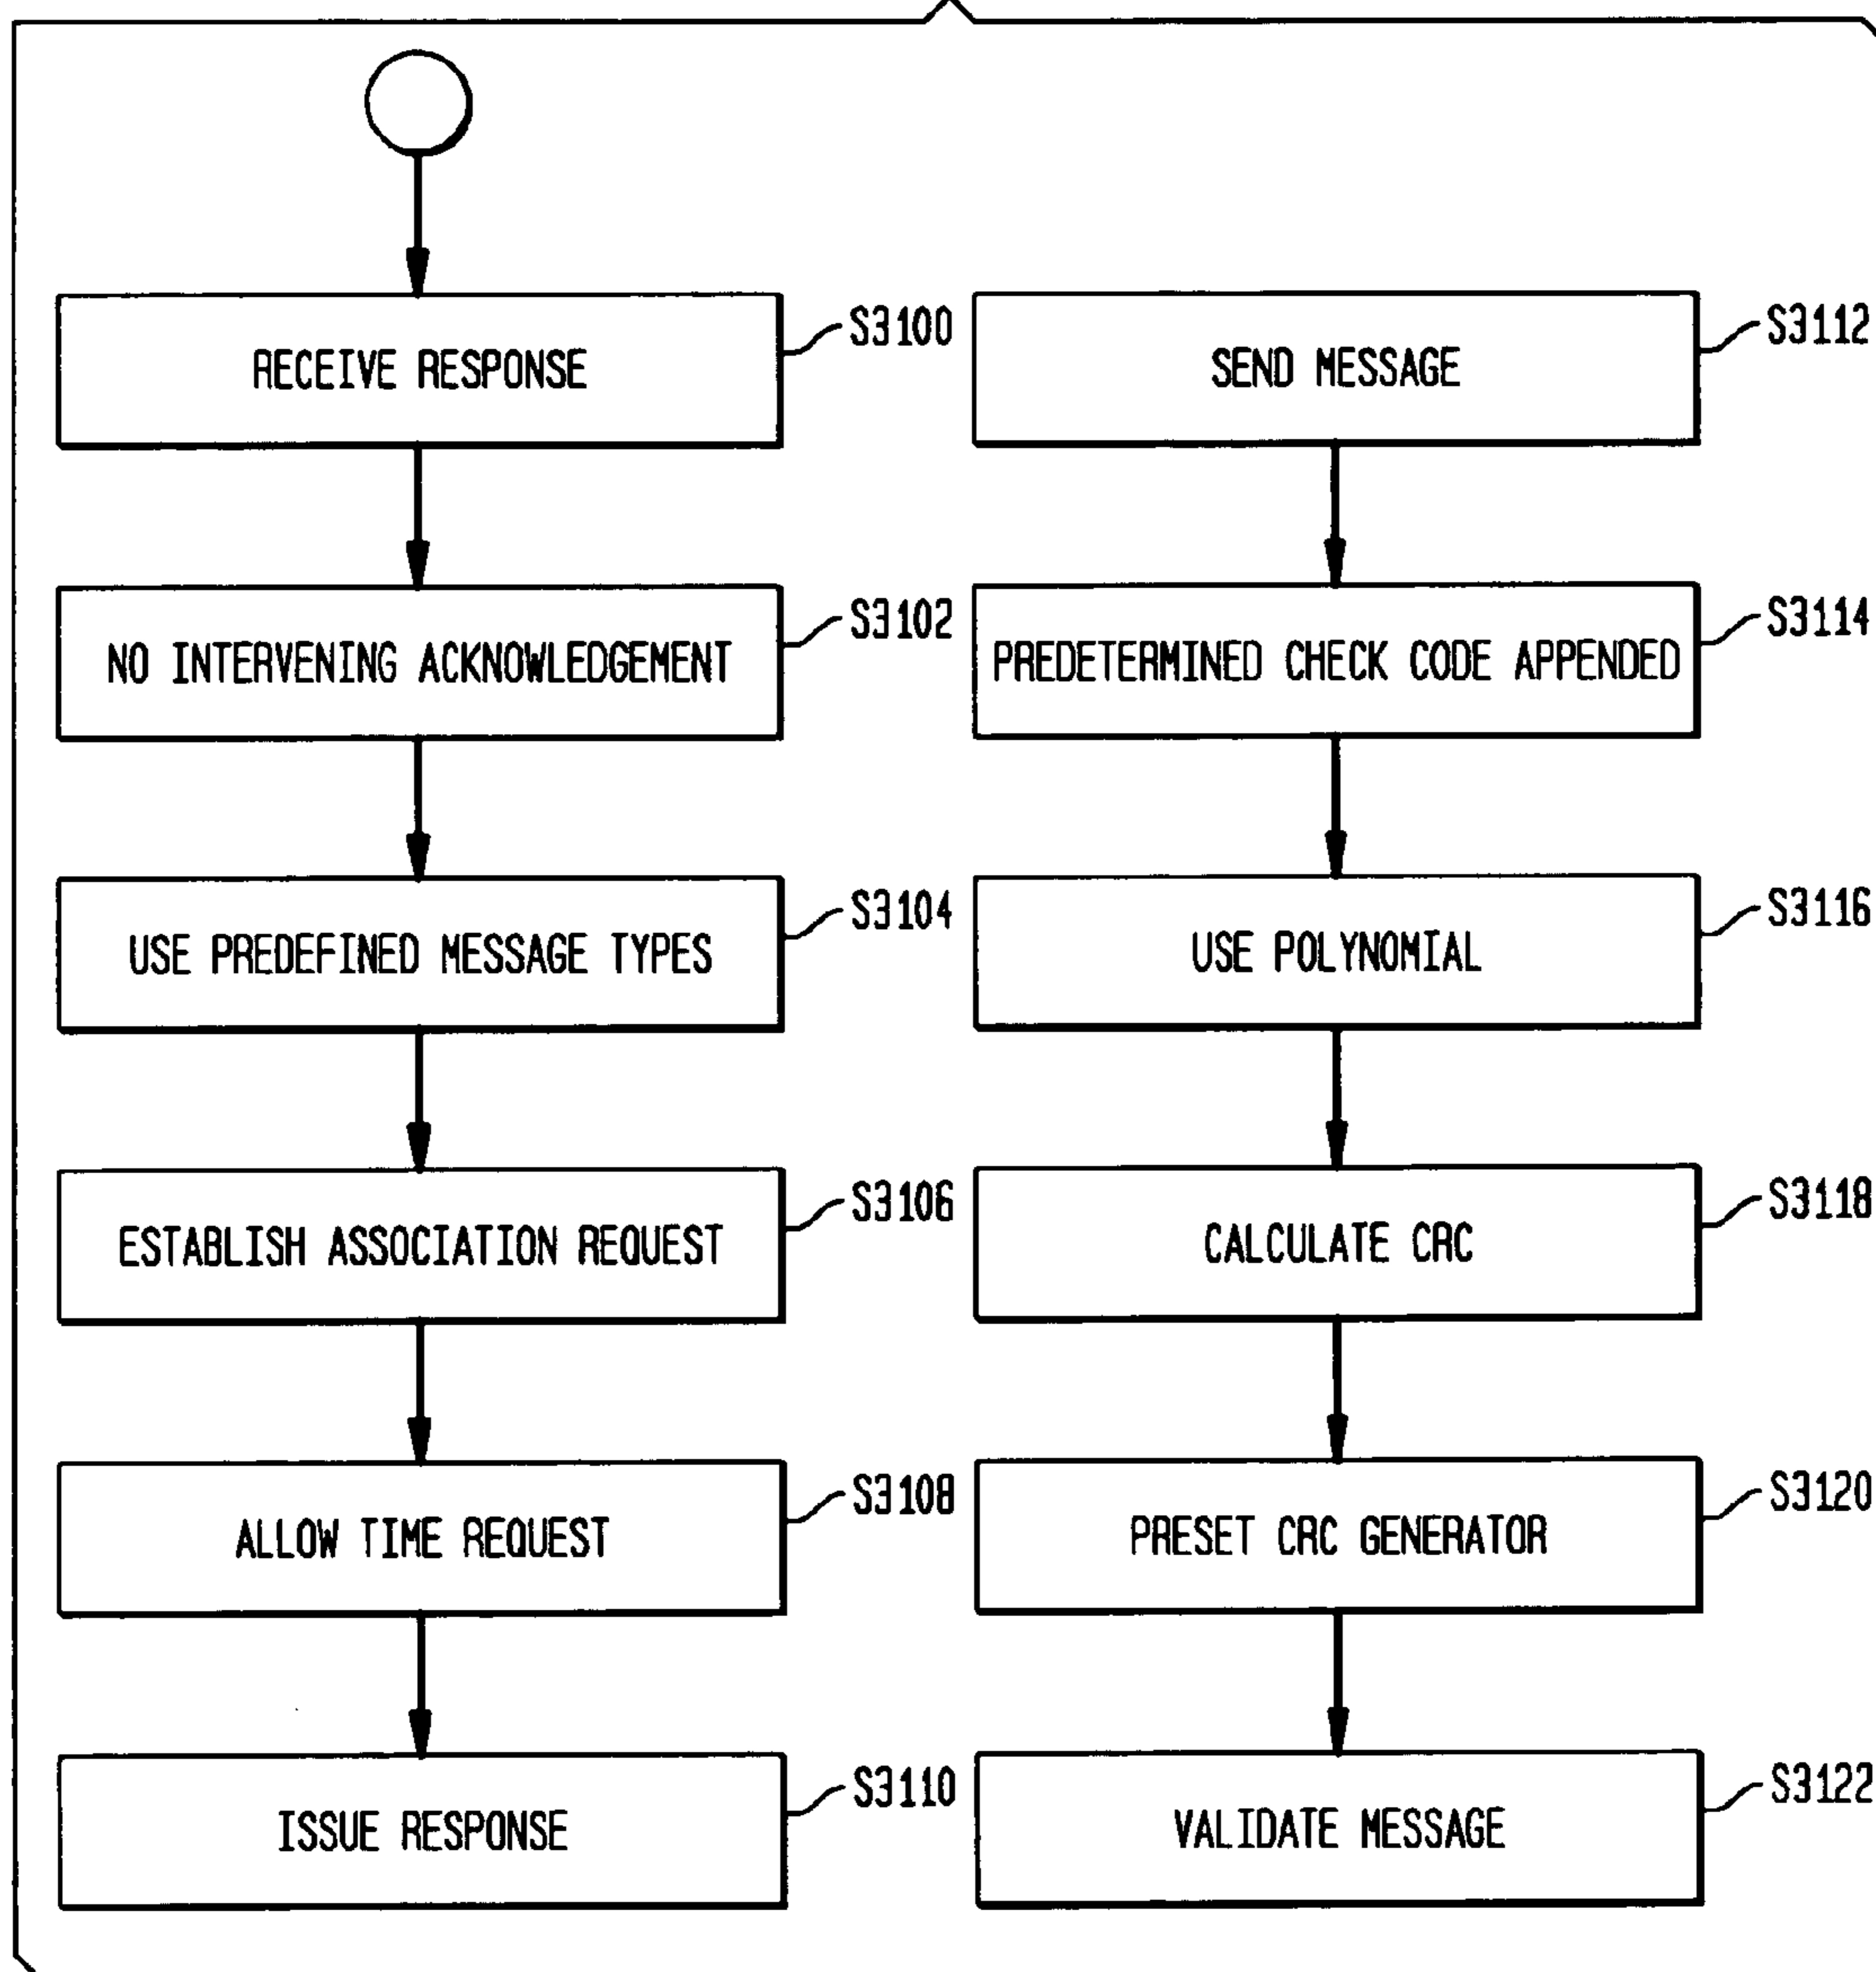 RECEIVE RESPONSE
S3100
NO INTERVENING ACKNOWLEDGEMENT
S3102
USE PREDEFINED MESSAGE TYPES
S3104
ESTABLISH ASSOCIATION REQUEST
S3106
ALLOW TIME REQUEST
S3108
ISSUE RESPONSE
S3110
SEND MESSAGE
S3112
PREDETERMINED CHECK CODE APPENDED
S3114
USE POLYNOMIAL
S3116
CALCULATE CRC
S3118
PRESET CRC GENERATOR
S3120
VALIDATE MESSAGE
S3122